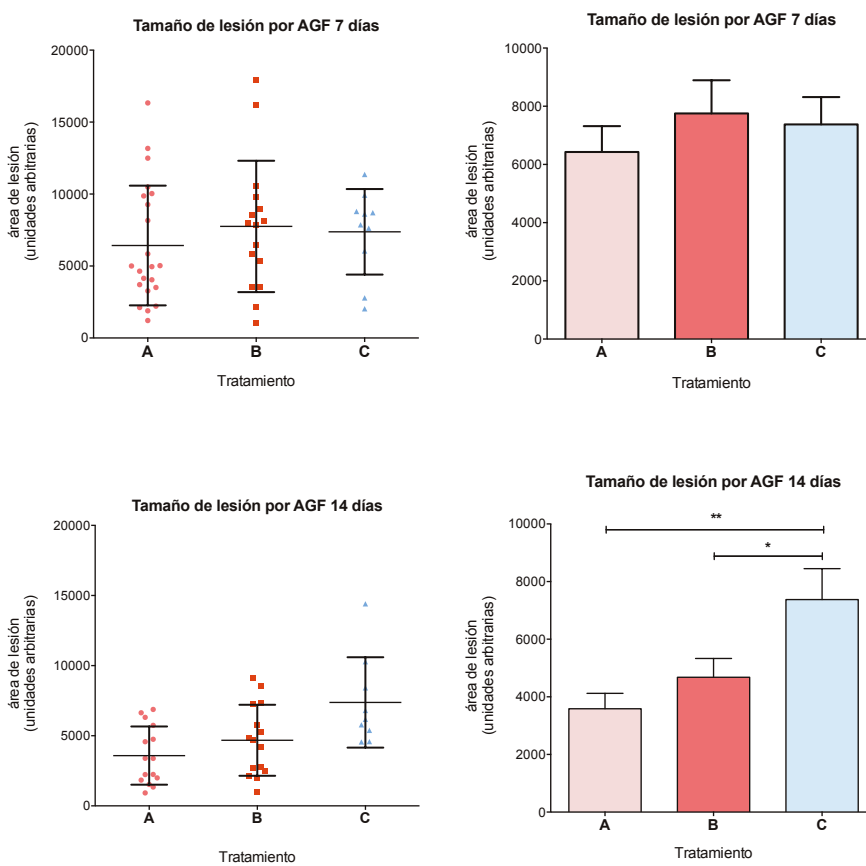 Tamaño de lesión por AGF 7 días
20000
15000
10000
5000
0
área de lesión
(unidades arbitrarias)
A B C
Tratamiento
Tamaño de lesión por AGF 7 días
10000
8000
6000
4000
2000
0
área de lesión
(unidades arbitrarias)
A B C
Tratamiento
Tamaño de lesión por AGF 14 días
20000
15000
10000
5000
0
área de lesión
(unidades arbitrarias)
A B C
Tratamiento
Tamaño de lesión por AGF 14 días
10000
8000
6000
4000
2000
0
área de lesión
(unidades arbitrarias)
**
*
A B C
Tratamiento